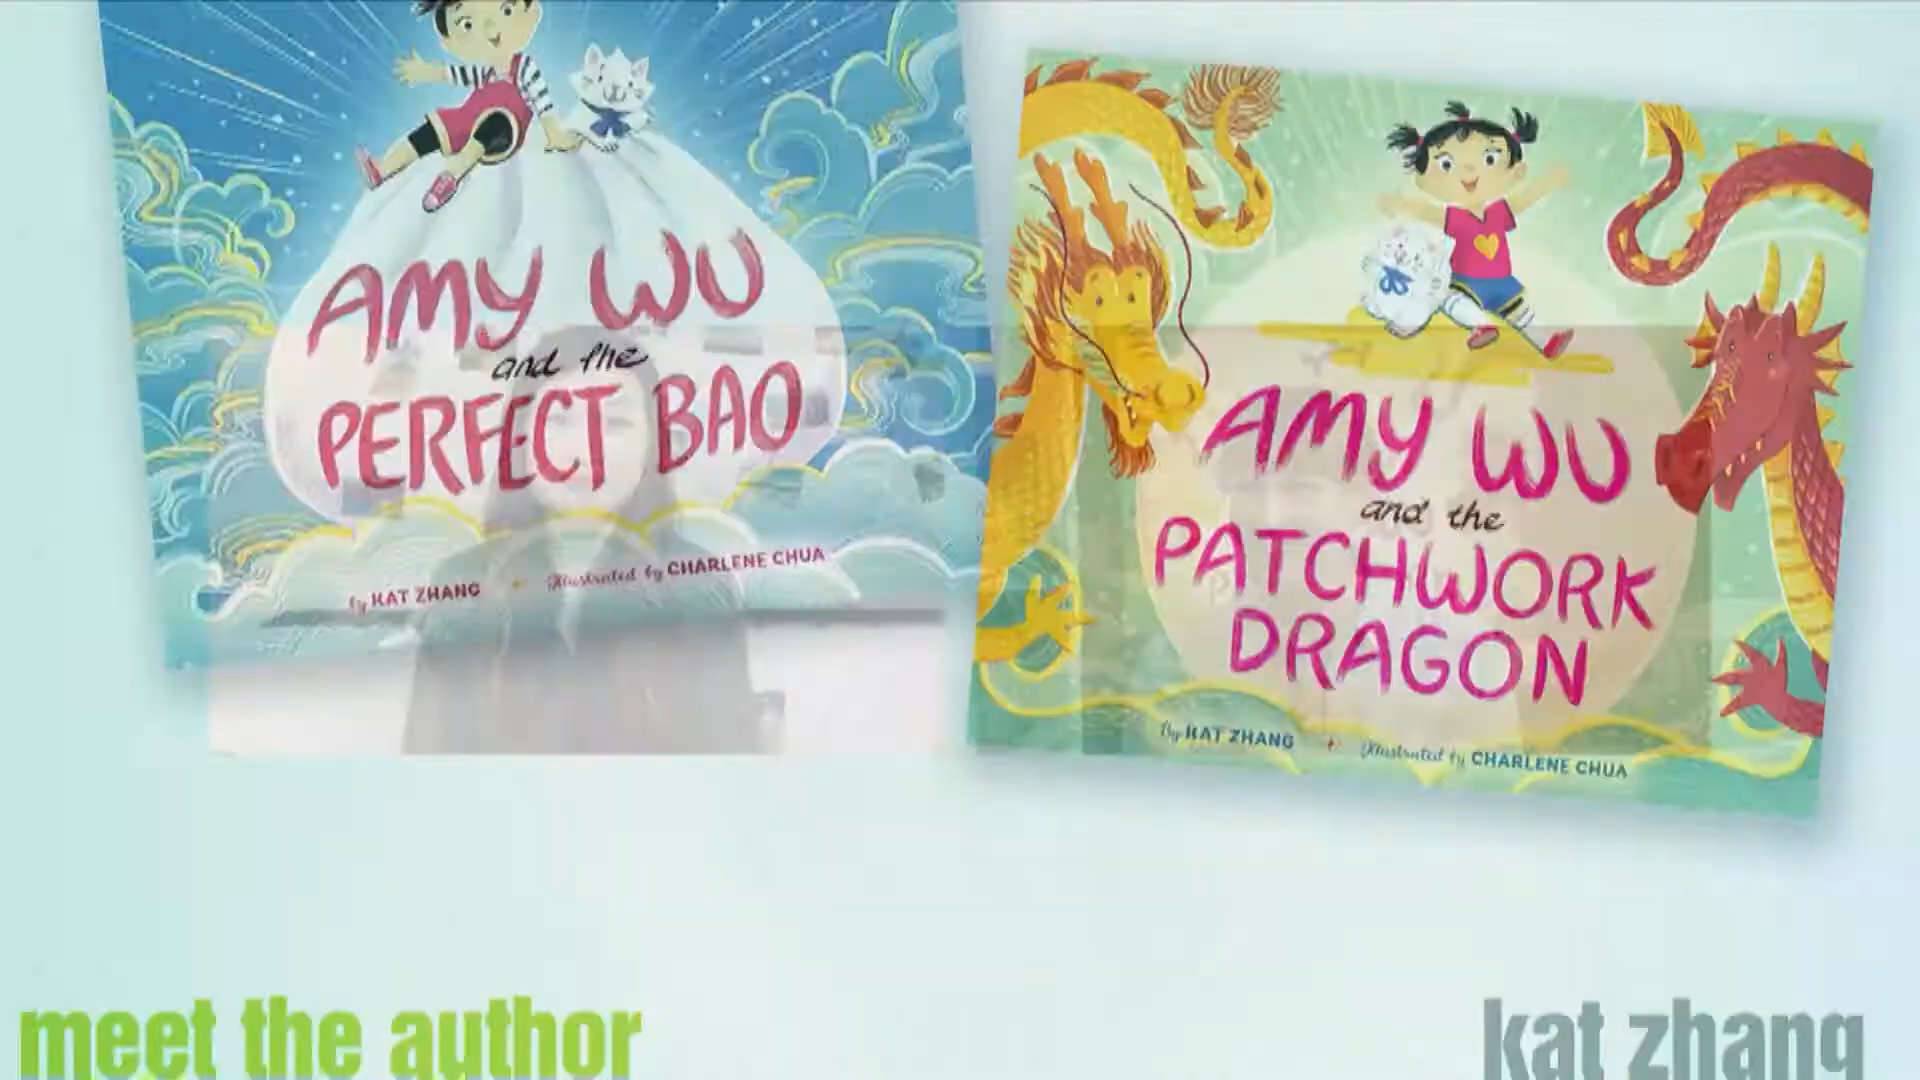 AMY WU
and the
PERFECT BAO
by KAT ZHANG • Illustrated by CHARLENE CHUA
AMY WU
and the
PATCHWORK
DRAGON
By KAT ZHANG Illustrated by CHARLENE CHUA
meet the author
kat zhang